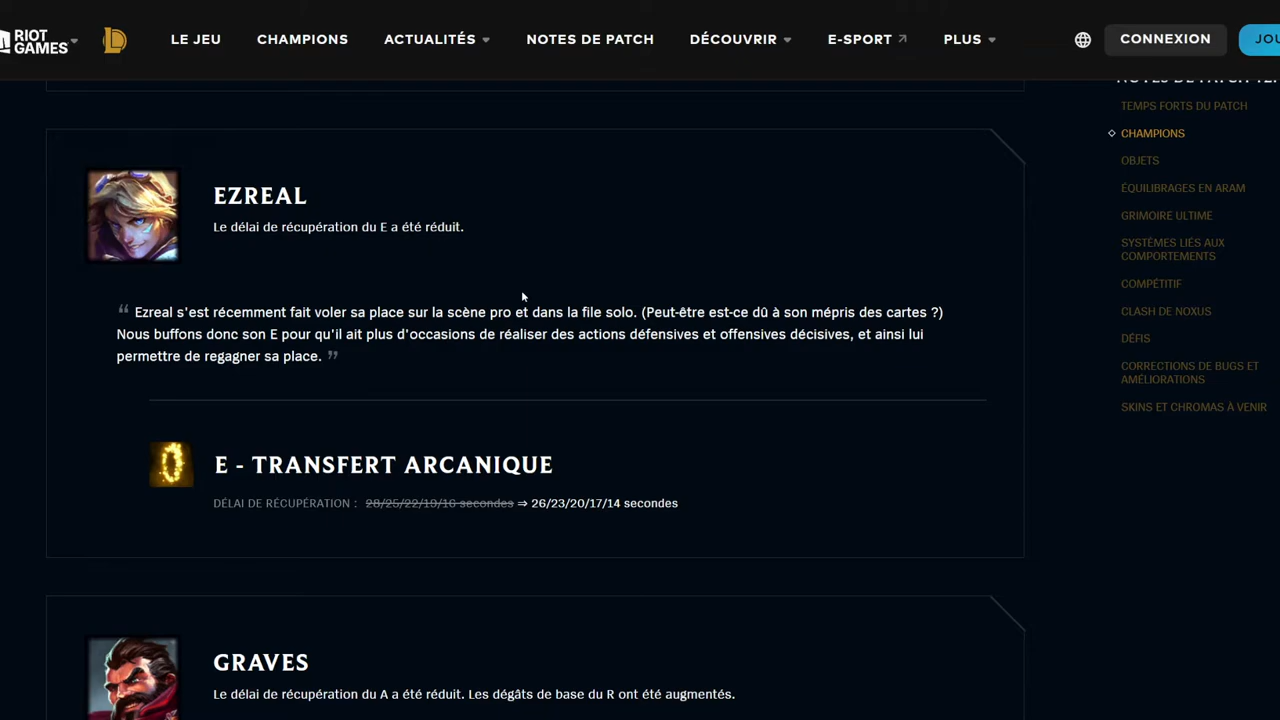 RIOT GAMES
LE JEU
CHAMPIONS
ACTUALITÉS
NOTES DE PATCH
DÉCOUVRIR
E-SPORT
PLUS
CONNEXION
JOU
TEMPS FORTS DU PATCH
CHAMPIONS
OBJETS
ÉQUILIBRAGES EN ARAM
GRIMOIRE ULTIME
SYSTÈMES LIÉS AUX
COMPORTEMENTS
COMPÉTITIF
CLASH DE NOXUS
DÉFIS
CORRECTIONS DE BUGS ET
AMÉLIORATIONS
SKINS ET CHROMAS À VENIR
EZREAL
Le délai de récupération du E a été réduit.
“ Ezreal s'est récemment fait voler sa place sur la scène pro et dans la file solo. (Peut-être est-ce dû à son mépris des cartes ?)
Nous buffons donc son E pour qu'il ait plus d'occasions de réaliser des actions défensives et offensives décisives, et ainsi lui
permettre de regagner sa place. ”
E - TRANSFERT ARCANIQUE
DÉLAI DE RÉCUPÉRATION : 28/25/22/19/16 secondes ⇒ 26/23/20/17/14 secondes
GRAVES
Le délai de récupération du A a été réduit. Les dégâts de base du R ont été augmentés.